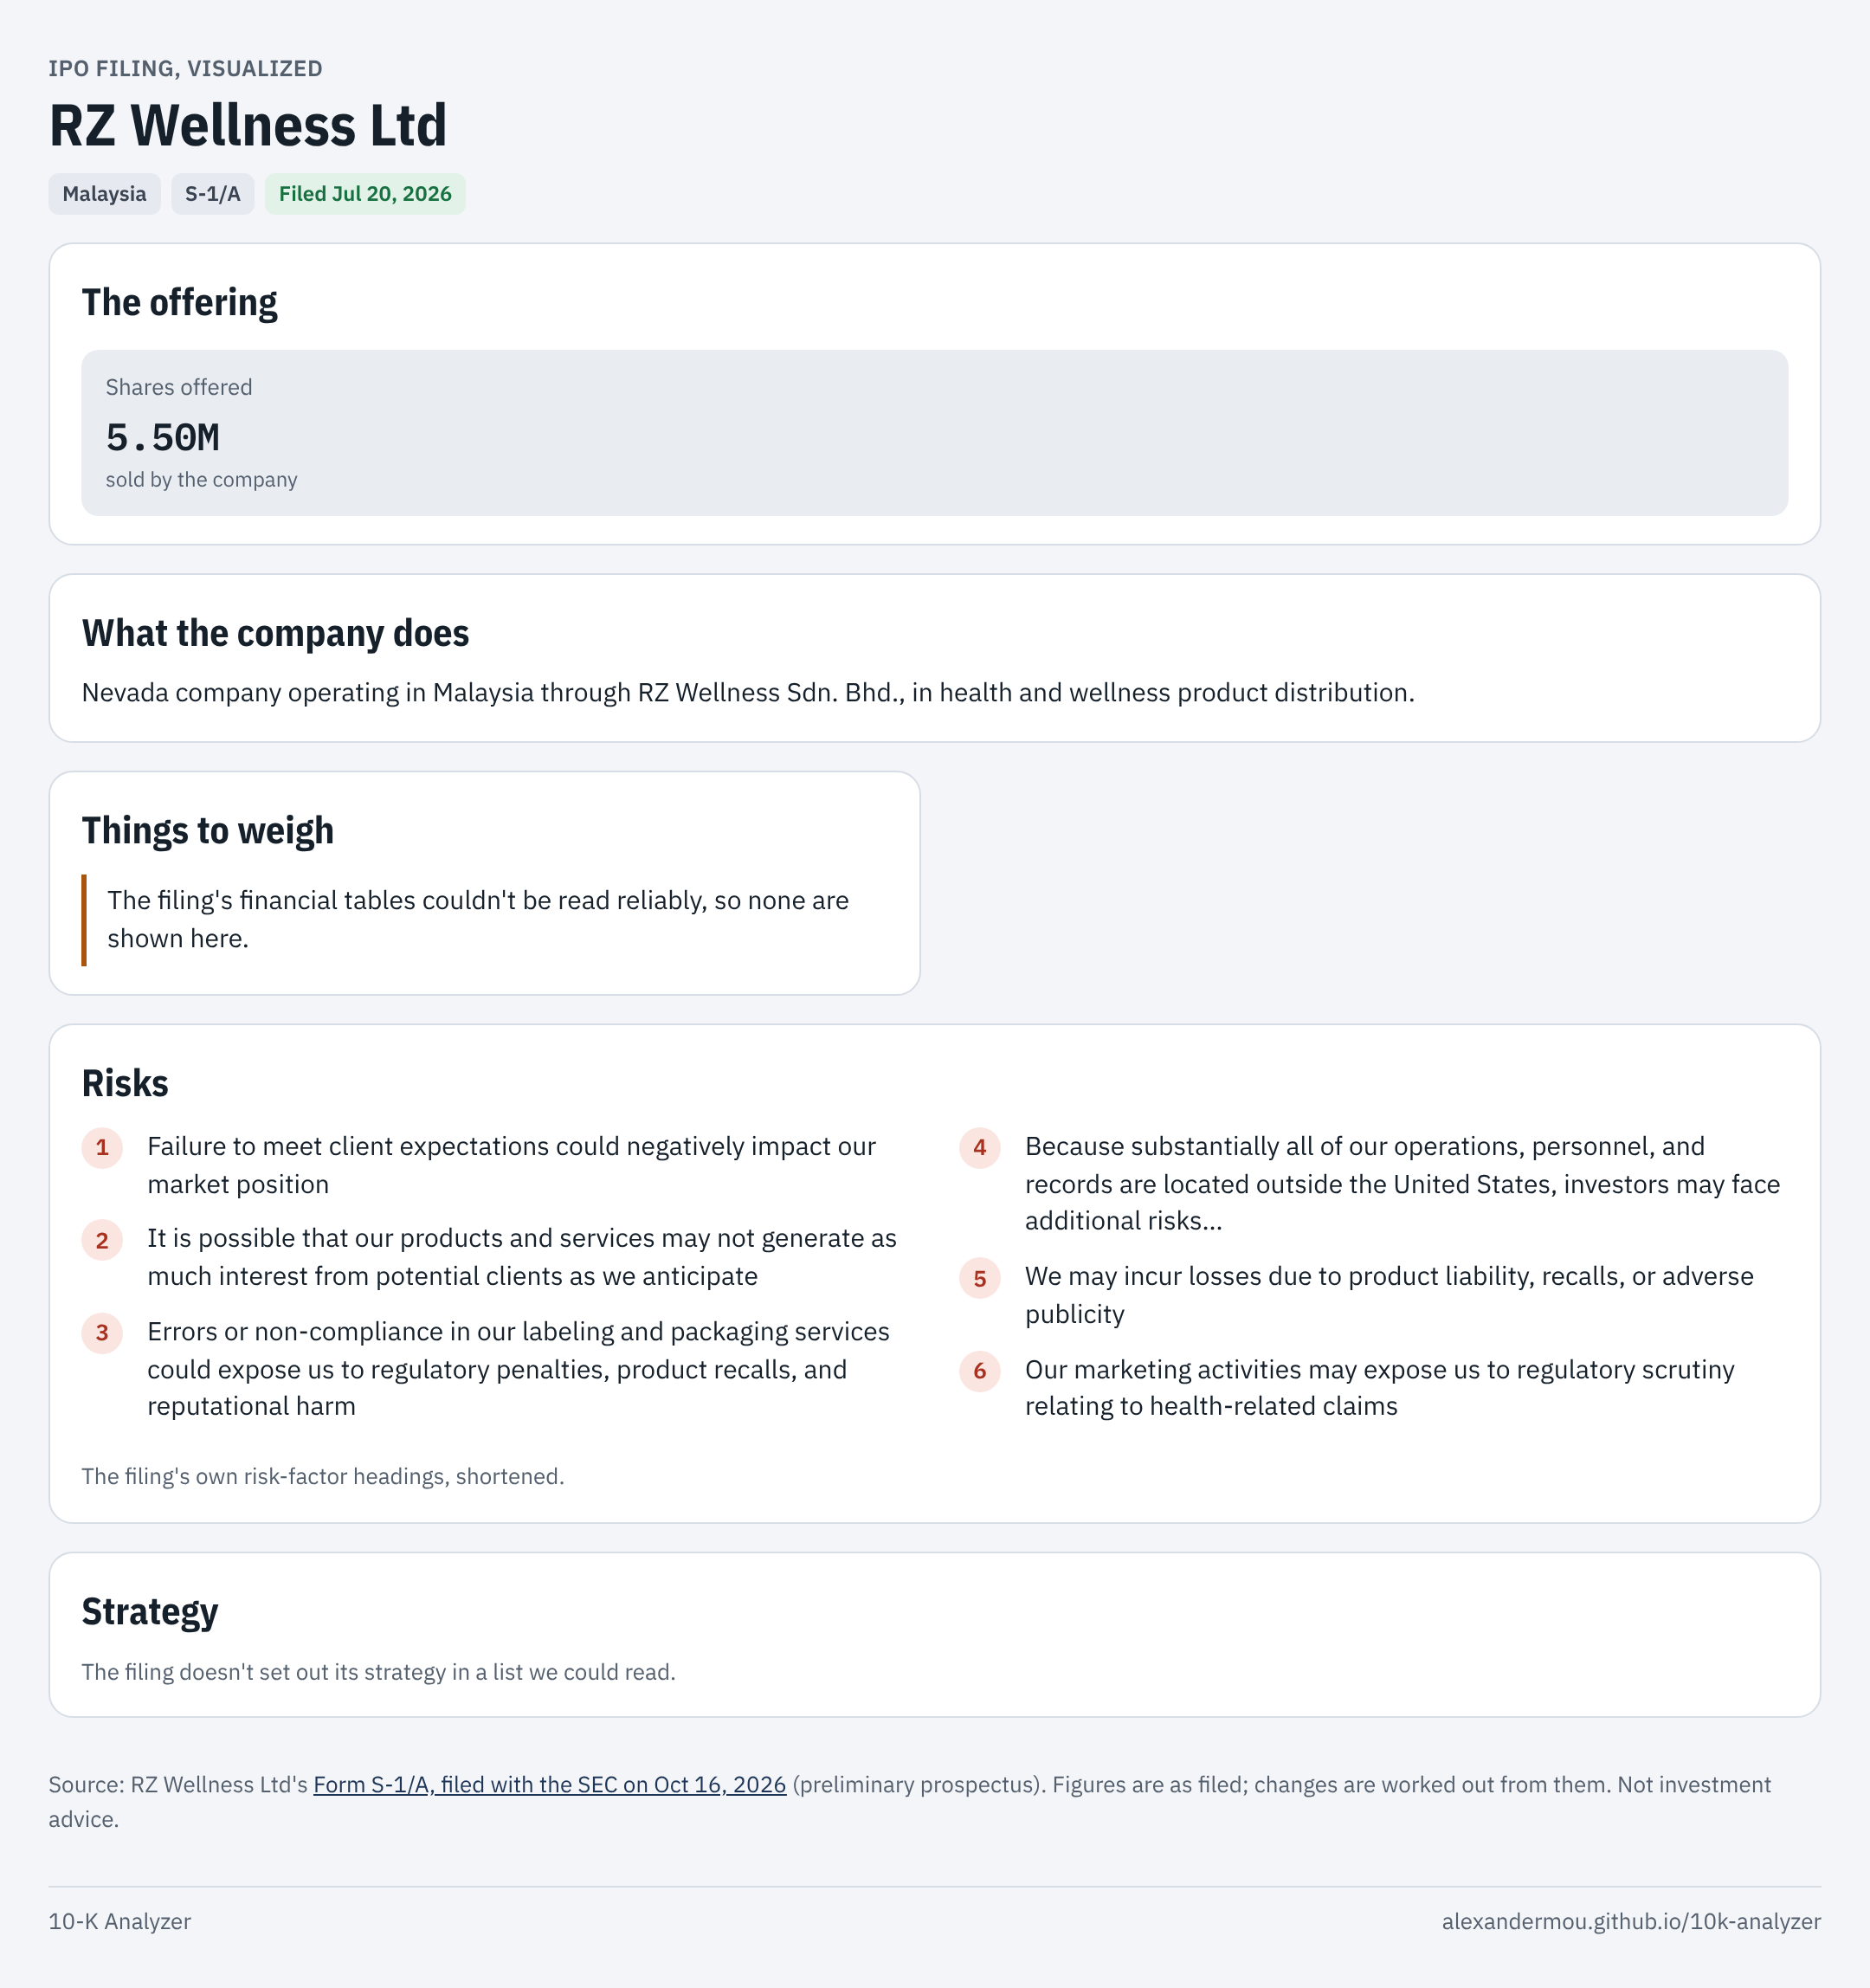 IPO FILING, VISUALIZED
RZ Wellness Ltd
Malaysia
S-1/A
Filed Jul 20, 2026
The offering
Shares offered
5.50M
sold by the company
What the company does
Nevada company operating in Malaysia through RZ Wellness Sdn. Bhd., in health and wellness product distribution.
Things to weigh
The filing's financial tables couldn't be read reliably, so none are
shown here.
Risks
1
Failure to meet client expectations could negatively impact our
market position
2
It is possible that our products and services may not generate as
much interest from potential clients as we anticipate
3
Errors or non-compliance in our labeling and packaging services
could expose us to regulatory penalties, product recalls, and
reputational harm
4
Because substantially all of our operations, personnel, and
records are located outside the United States, investors may face
additional risks...
5
We may incur losses due to product liability, recalls, or adverse
publicity
6
Our marketing activities may expose us to regulatory scrutiny
relating to health-related claims
The filing's own risk-factor headings, shortened.
Strategy
The filing doesn't set out its strategy in a list we could read.
Source: RZ Wellness Ltd's Form S-1/A, filed with the SEC on Oct 16, 2026 (preliminary prospectus). Figures are as filed; changes are worked out from them. Not investment
advice.
10-K Analyzer
alexandermou.github.io/10k-analyzer